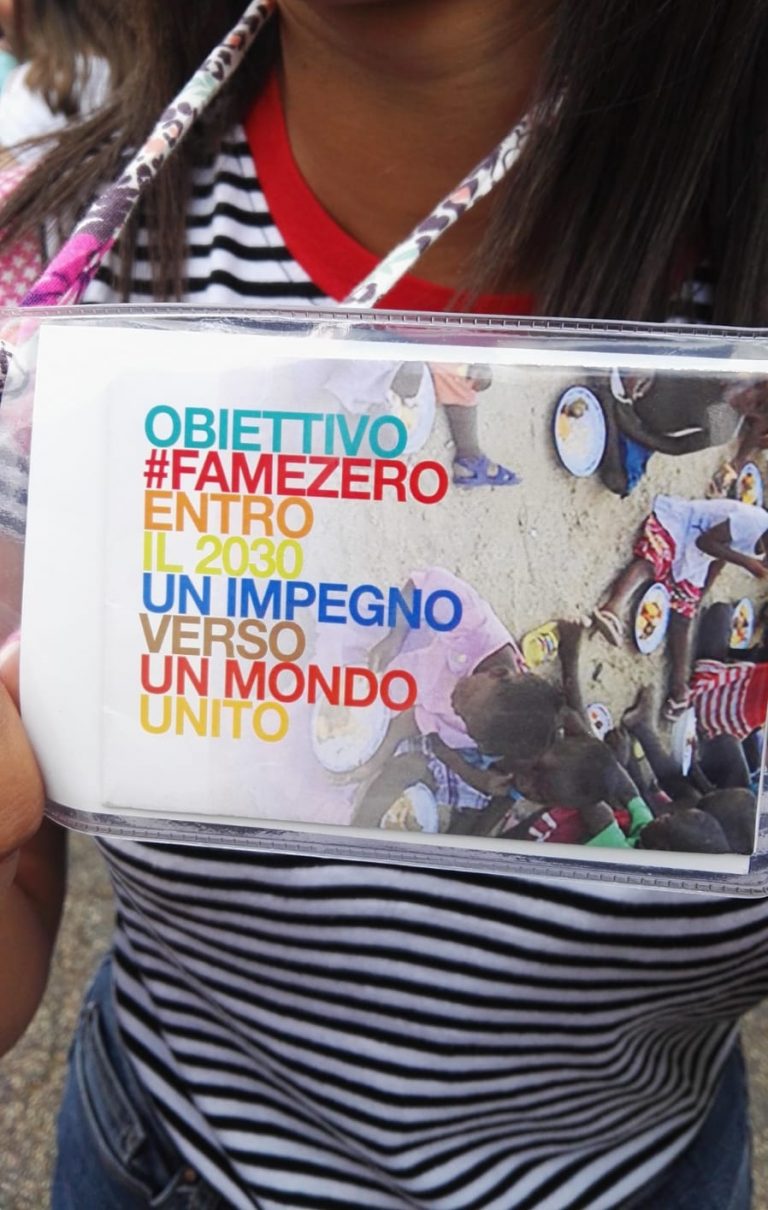 OBIETTIVO
#FAMEZERO
ENTRO
IL 2030
UN IMPEGNO
VERSO
UN MONDO
UNITO